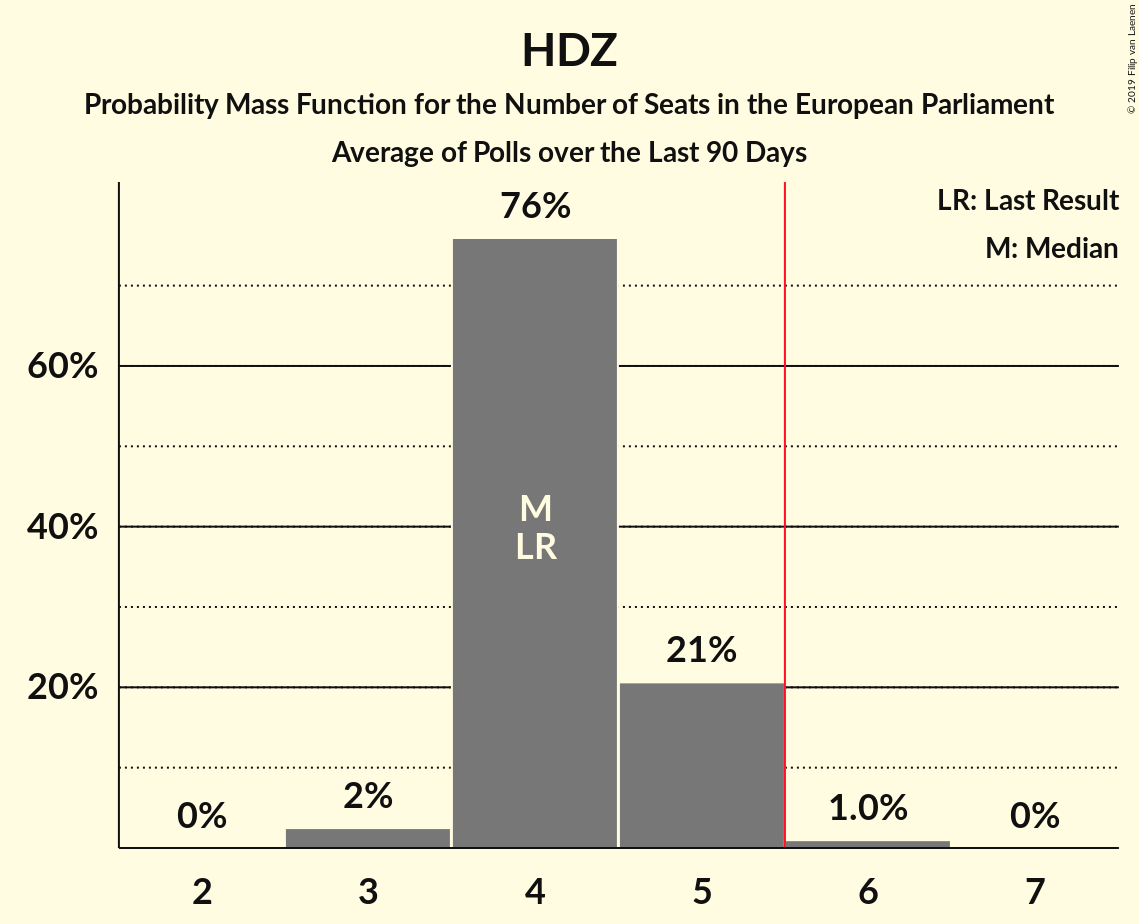 HDZ
Probability Mass Function for the Number of Seats in the European Parliament
Average of Polls over the Last 90 Days
© 2019 Filip van Laenen
LR: Last Result
M: Median
76%
60%
M
40%
LR
21%
20%
0%
2%
1.0%
0%
2 3 4 5 6 7